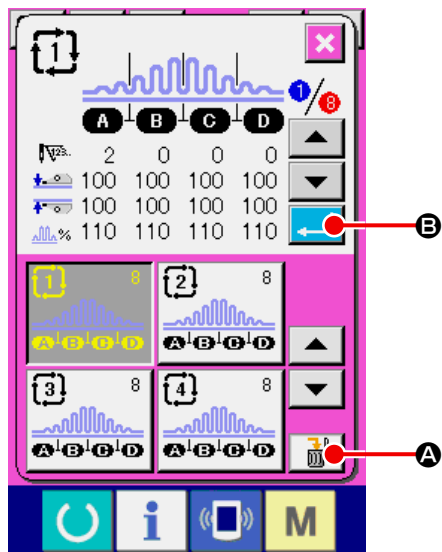 1
1/8
A B C D
123..
2 0 0 0
100 100 100 100
100 100 100 100
% 110 110 110 110
B
1 8 2 8
A B C D A B C D
3 8 4 8
A B C D A B C D
A
i M